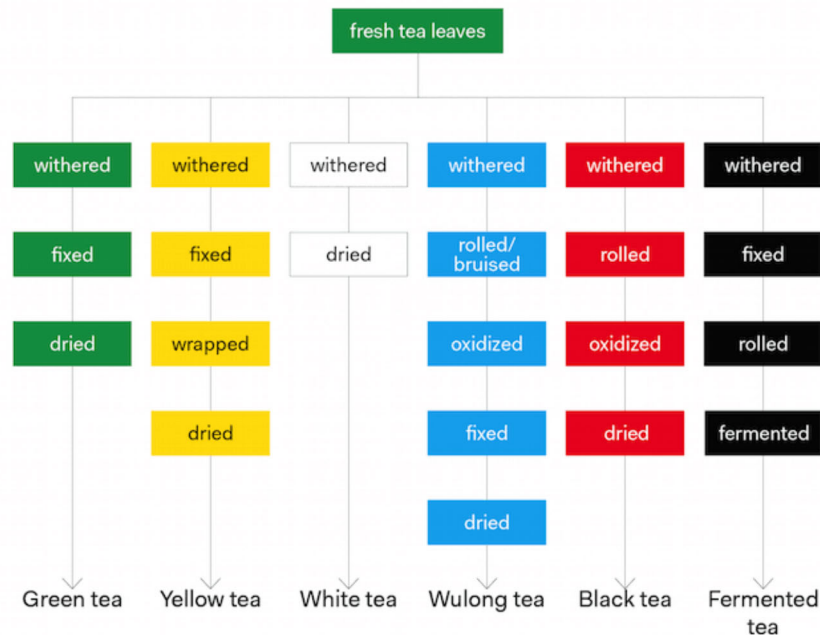 fresh tea leaves
withered
withered
withered
withered
withered
withered
fixed
fixed
dried
rolled/
bruised
rolled
fixed
dried
wrapped
oxidized
oxidized
rolled
dried
fixed
dried
fermented
dried
Green tea
Yellow tea
White tea
Wulong tea
Black tea
Fermented
tea